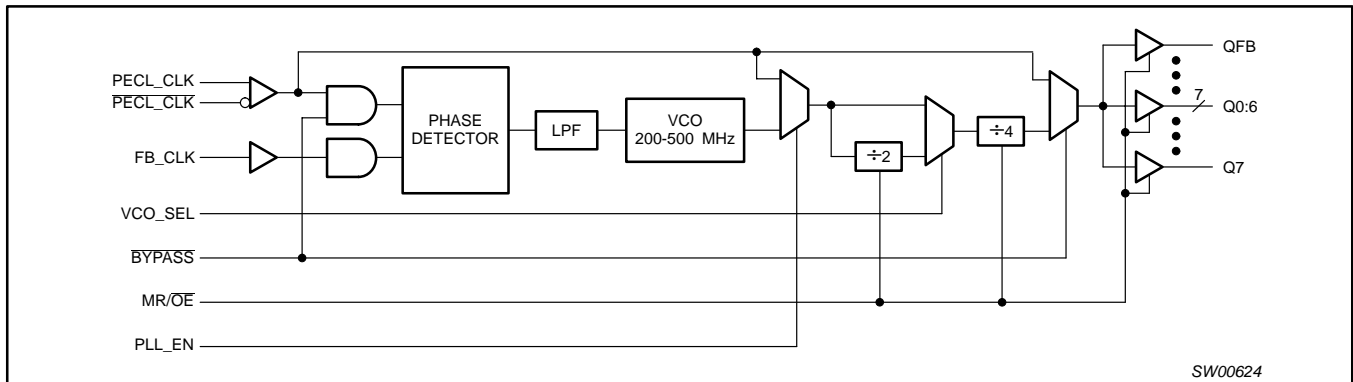 PECL_CLK
PECL_CLK
FB_CLK
VCO_SEL
BYPASS
MR/OE
PLL_EN
PHASE
DETECTOR
LPF
VCO
200-500 MHz
÷2
÷4
QFB
7
Q0:6
Q7
SW00624